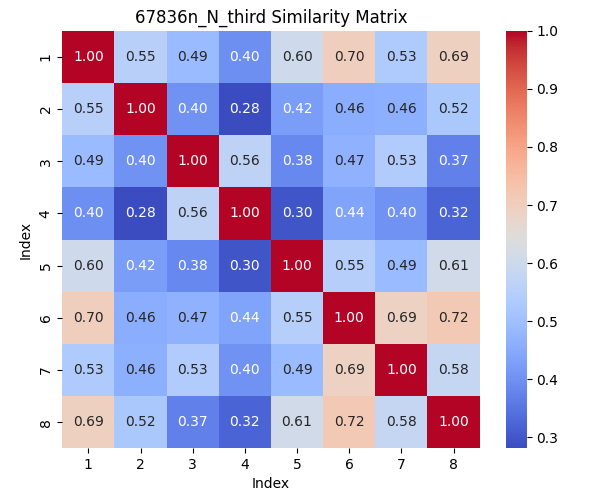 67836n_N_third Similarity Matrix
1 1.00 0.55 0.49 0.40 0.60 0.70 0.53 0.69
2 0.55 1.00 0.40 0.28 0.42 0.46 0.46 0.52
3 0.49 0.40 1.00 0.56 0.38 0.47 0.53 0.37
4 0.40 0.28 0.56 1.00 0.30 0.44 0.40 0.32
5 0.60 0.42 0.38 0.30 1.00 0.55 0.49 0.61
6 0.70 0.46 0.47 0.44 0.55 1.00 0.69 0.72
7 0.53 0.46 0.53 0.40 0.49 0.69 1.00 0.58
8 0.69 0.52 0.37 0.32 0.61 0.72 0.58 1.00
1 2 3 4 5 6 7 8
Index
Index
1.0
0.9
0.8
0.7
0.6
0.5
0.4
0.3